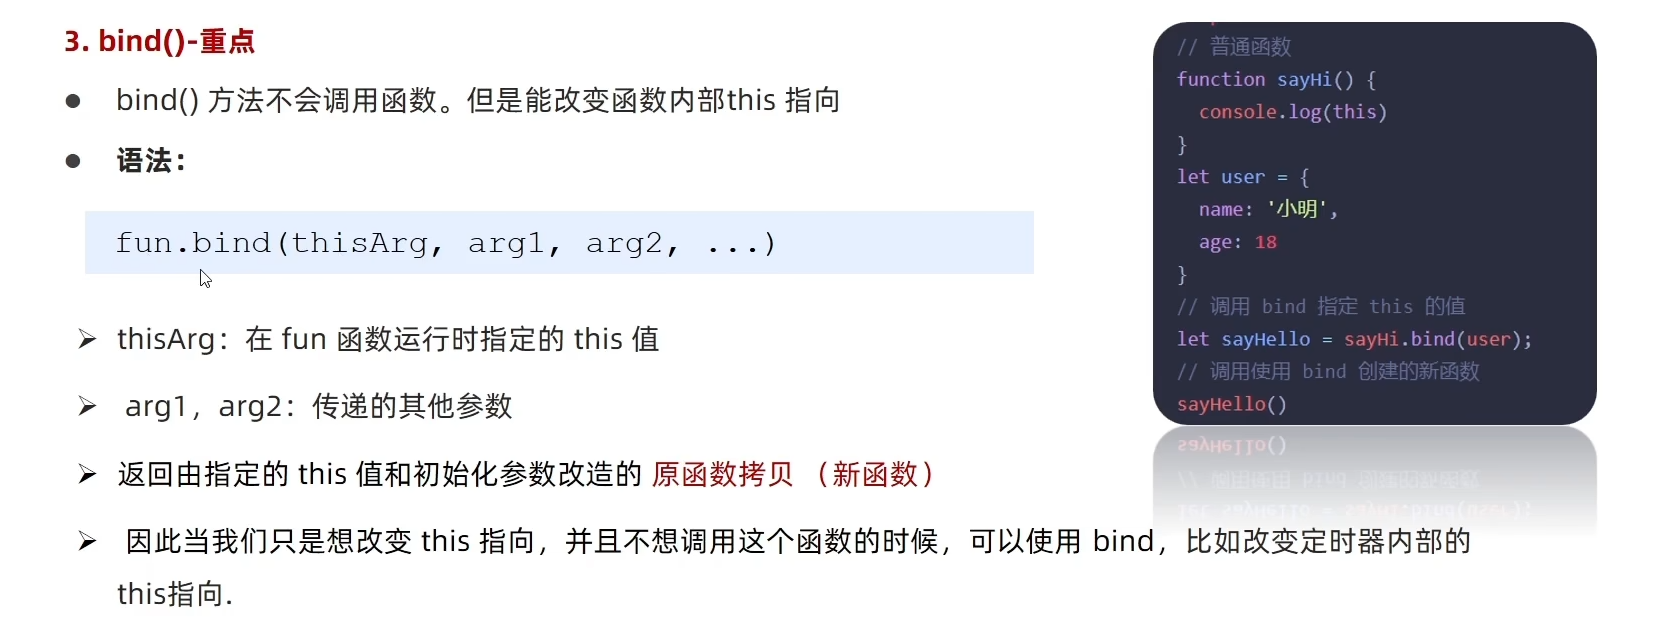 3. bind()-重点
bind() 方法不会调用函数。但是能改变函数内部this 指向
语法：
fun.bind(thisArg, arg1, arg2, ...)
thisArg：在 fun 函数运行时指定的 this 值
arg1，arg2：传递的其他参数
返回由指定的 this 值和初始化参数改造的 原函数拷贝 （新函数）
因此当我们只是想改变 this 指向，并且不想调用这个函数的时候，可以使用 bind，比如改变定时器内部的
this指向.
// 普通函数
function sayHi() {
  console.log(this)
}
let user = {
  name: '小明',
  age: 18
}
// 调用 bind 指定 this 的值
let sayHello = sayHi.bind(user);
// 调用使用 bind 创建的新函数
sayHello()